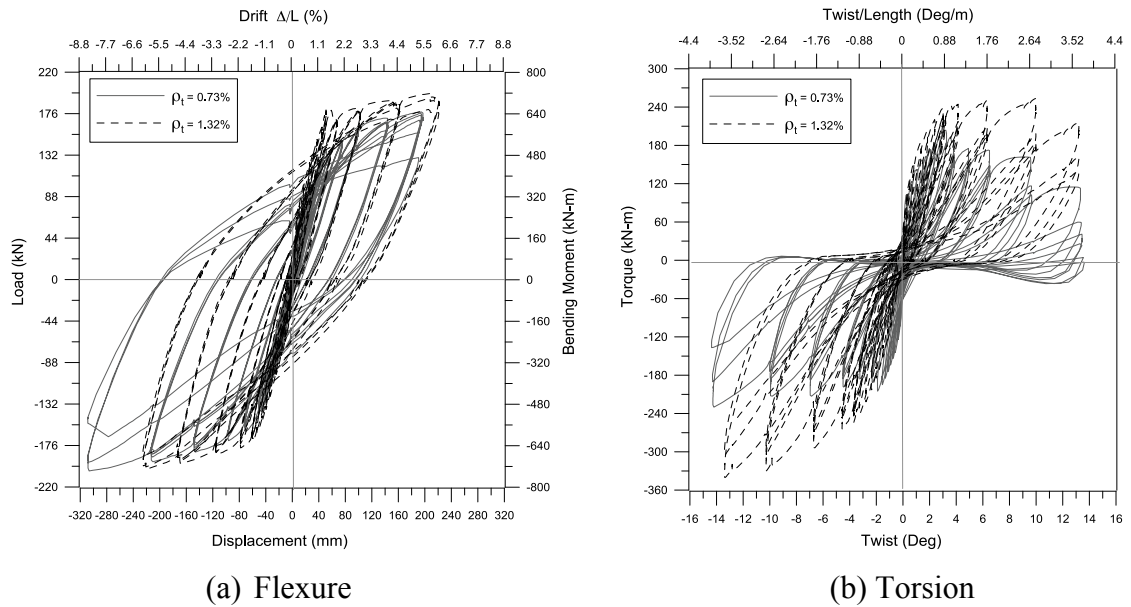 Drift Δ/L (%)
-8.8 -7.7 -6.6 -5.5 -4.4 -3.3 -2.2 -1.1 0 1.1 2.2 3.3 4.4 5.5 6.6 7.7 8.8
220
176
132
88
44
0
-44
-88
-132
-176
-220
Load (kN)
ρt = 0.73%
ρt = 1.32%
800
640
480
320
160
0
-160
-320
-480
-640
-800
Bending Moment (kN-m)
-320 -280 -240 -200 -160 -120 -80 -40 0 40 80 120 160 200 240 280 320
Displacement (mm)
(a) Flexure
Twist/Length (Deg/m)
-4.4 -3.52 -2.64 -1.76 -0.88 0 0.88 1.76 2.64 3.52 4.4
300
240
180
120
60
0
-60
-120
-180
-240
-300
-360
Torque (kN-m)
ρt = 0.73%
ρt = 1.32%
-16 -14 -12 -10 -8 -6 -4 -2 0 2 4 6 8 10 12 14 16
Twist (Deg)
(b) Torsion